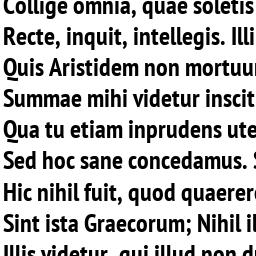 Collige omnia, quae soletis
Recte, inquit, intellegis. Illi
Quis Aristidem non mortuu
Summae mihi videtur inscit
Qua tu etiam inprudens ute
Sed hoc sane concedamus. S
Hic nihil fuit, quod quaerer
Sint ista Graecorum; Nihil il
Illis videtur, qui illud non d